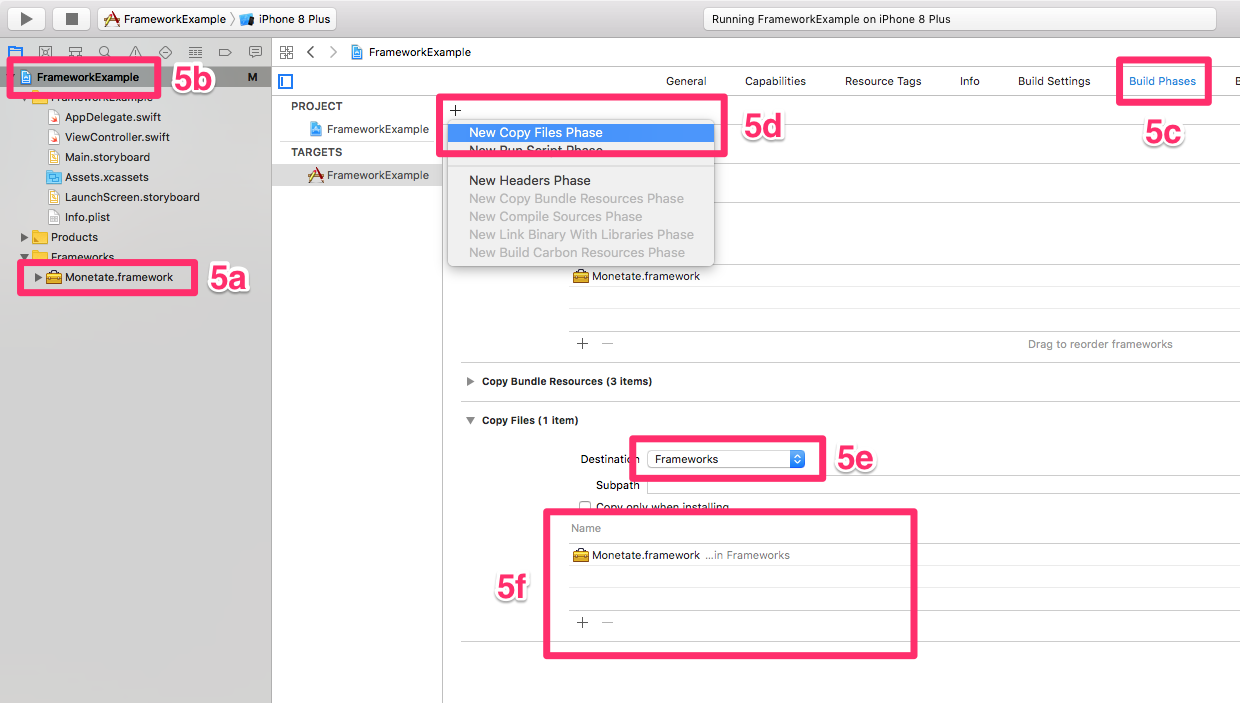 FrameworkExample iPhone 8 Plus
Running FrameworkExample on iPhone 8 Plus
FrameworkExample
FrameworkExample M
5b
FrameworkExample
AppDelegate.swift
ViewController.swift
Main.storyboard
Assets.xcassets
LaunchScreen.storyboard
Info.plist
Products
Frameworks
Monetate.framework
5a
General Capabilities Resource Tags Info Build Settings Build Phases
5c
PROJECT
FrameworkExample
TARGETS
FrameworkExample
New Copy Files Phase
5d
New Run Script Phase
New Headers Phase
New Copy Bundle Resources Phase
New Compile Sources Phase
New Link Binary With Libraries Phase
New Build Carbon Resources Phase
Monetate.framework
Drag to reorder frameworks
Copy Bundle Resources (3 items)
Copy Files (1 item)
Destination Frameworks
5e
Subpath
Copy only when installing
Name
Monetate.framework ...in Frameworks
5f